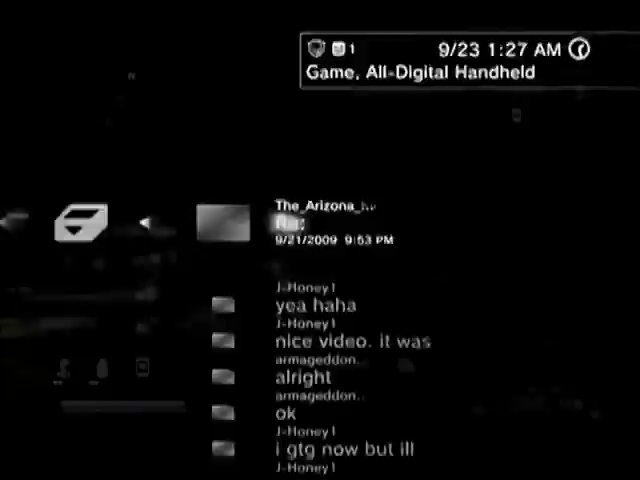 1 9/23 1:27 AM
Game, All-Digital Handheld
The_Arizona_
Re:
9/21/2009 9:53 PM
J-Honey1
yea haha
J-Honey1
nice video. it was
armageddon..
alright
armageddon..
ok
J-Honey1
i gtg now but ill
J-Honey1